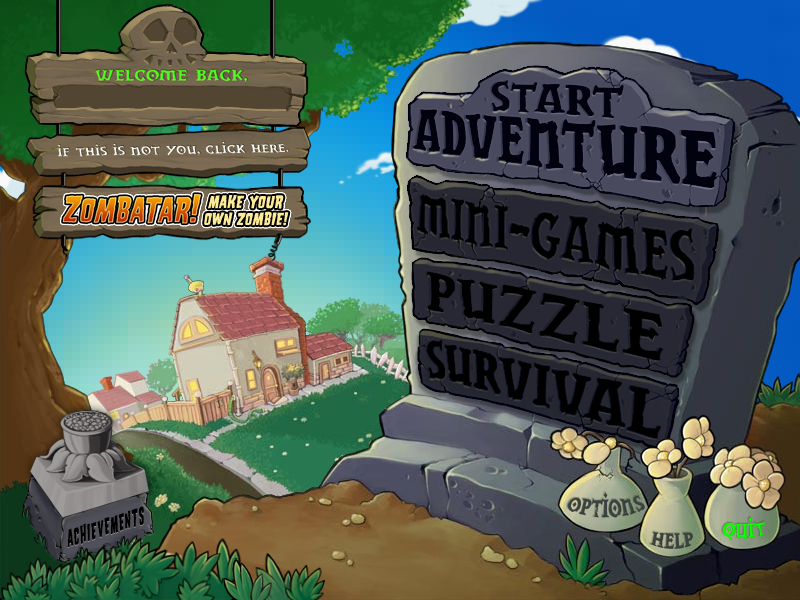 WELCOME BACK,
IF THIS IS NOT YOU, CLICK HERE.
ZOMBATAR! MAKE YOUR
OWN ZOMBIE!
START
ADVENTURE
MINI-GAMES
PUZZLE
SURVIVAL
ACHIEVEMENTS
OPTIONS
HELP
QUIT